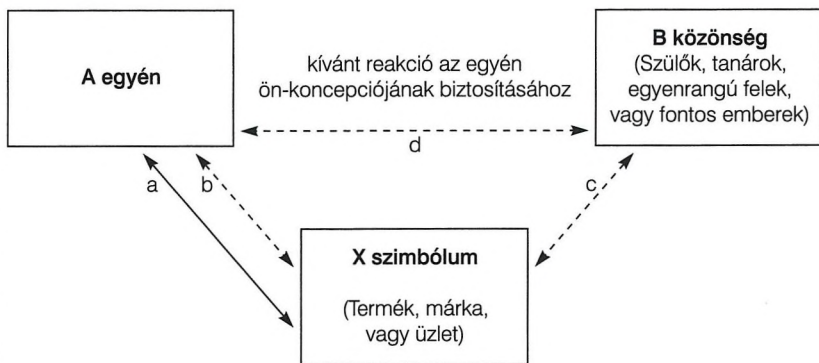 A egyén
kívánt reakció az egyén
ön-koncepciójának biztosításához
B közönség
(Szülők, tanárok,
egyenrangú felek,
vagy fontos emberek)
d
a
b
c
X szimbólum
(Termék, márka,
vagy üzlet)